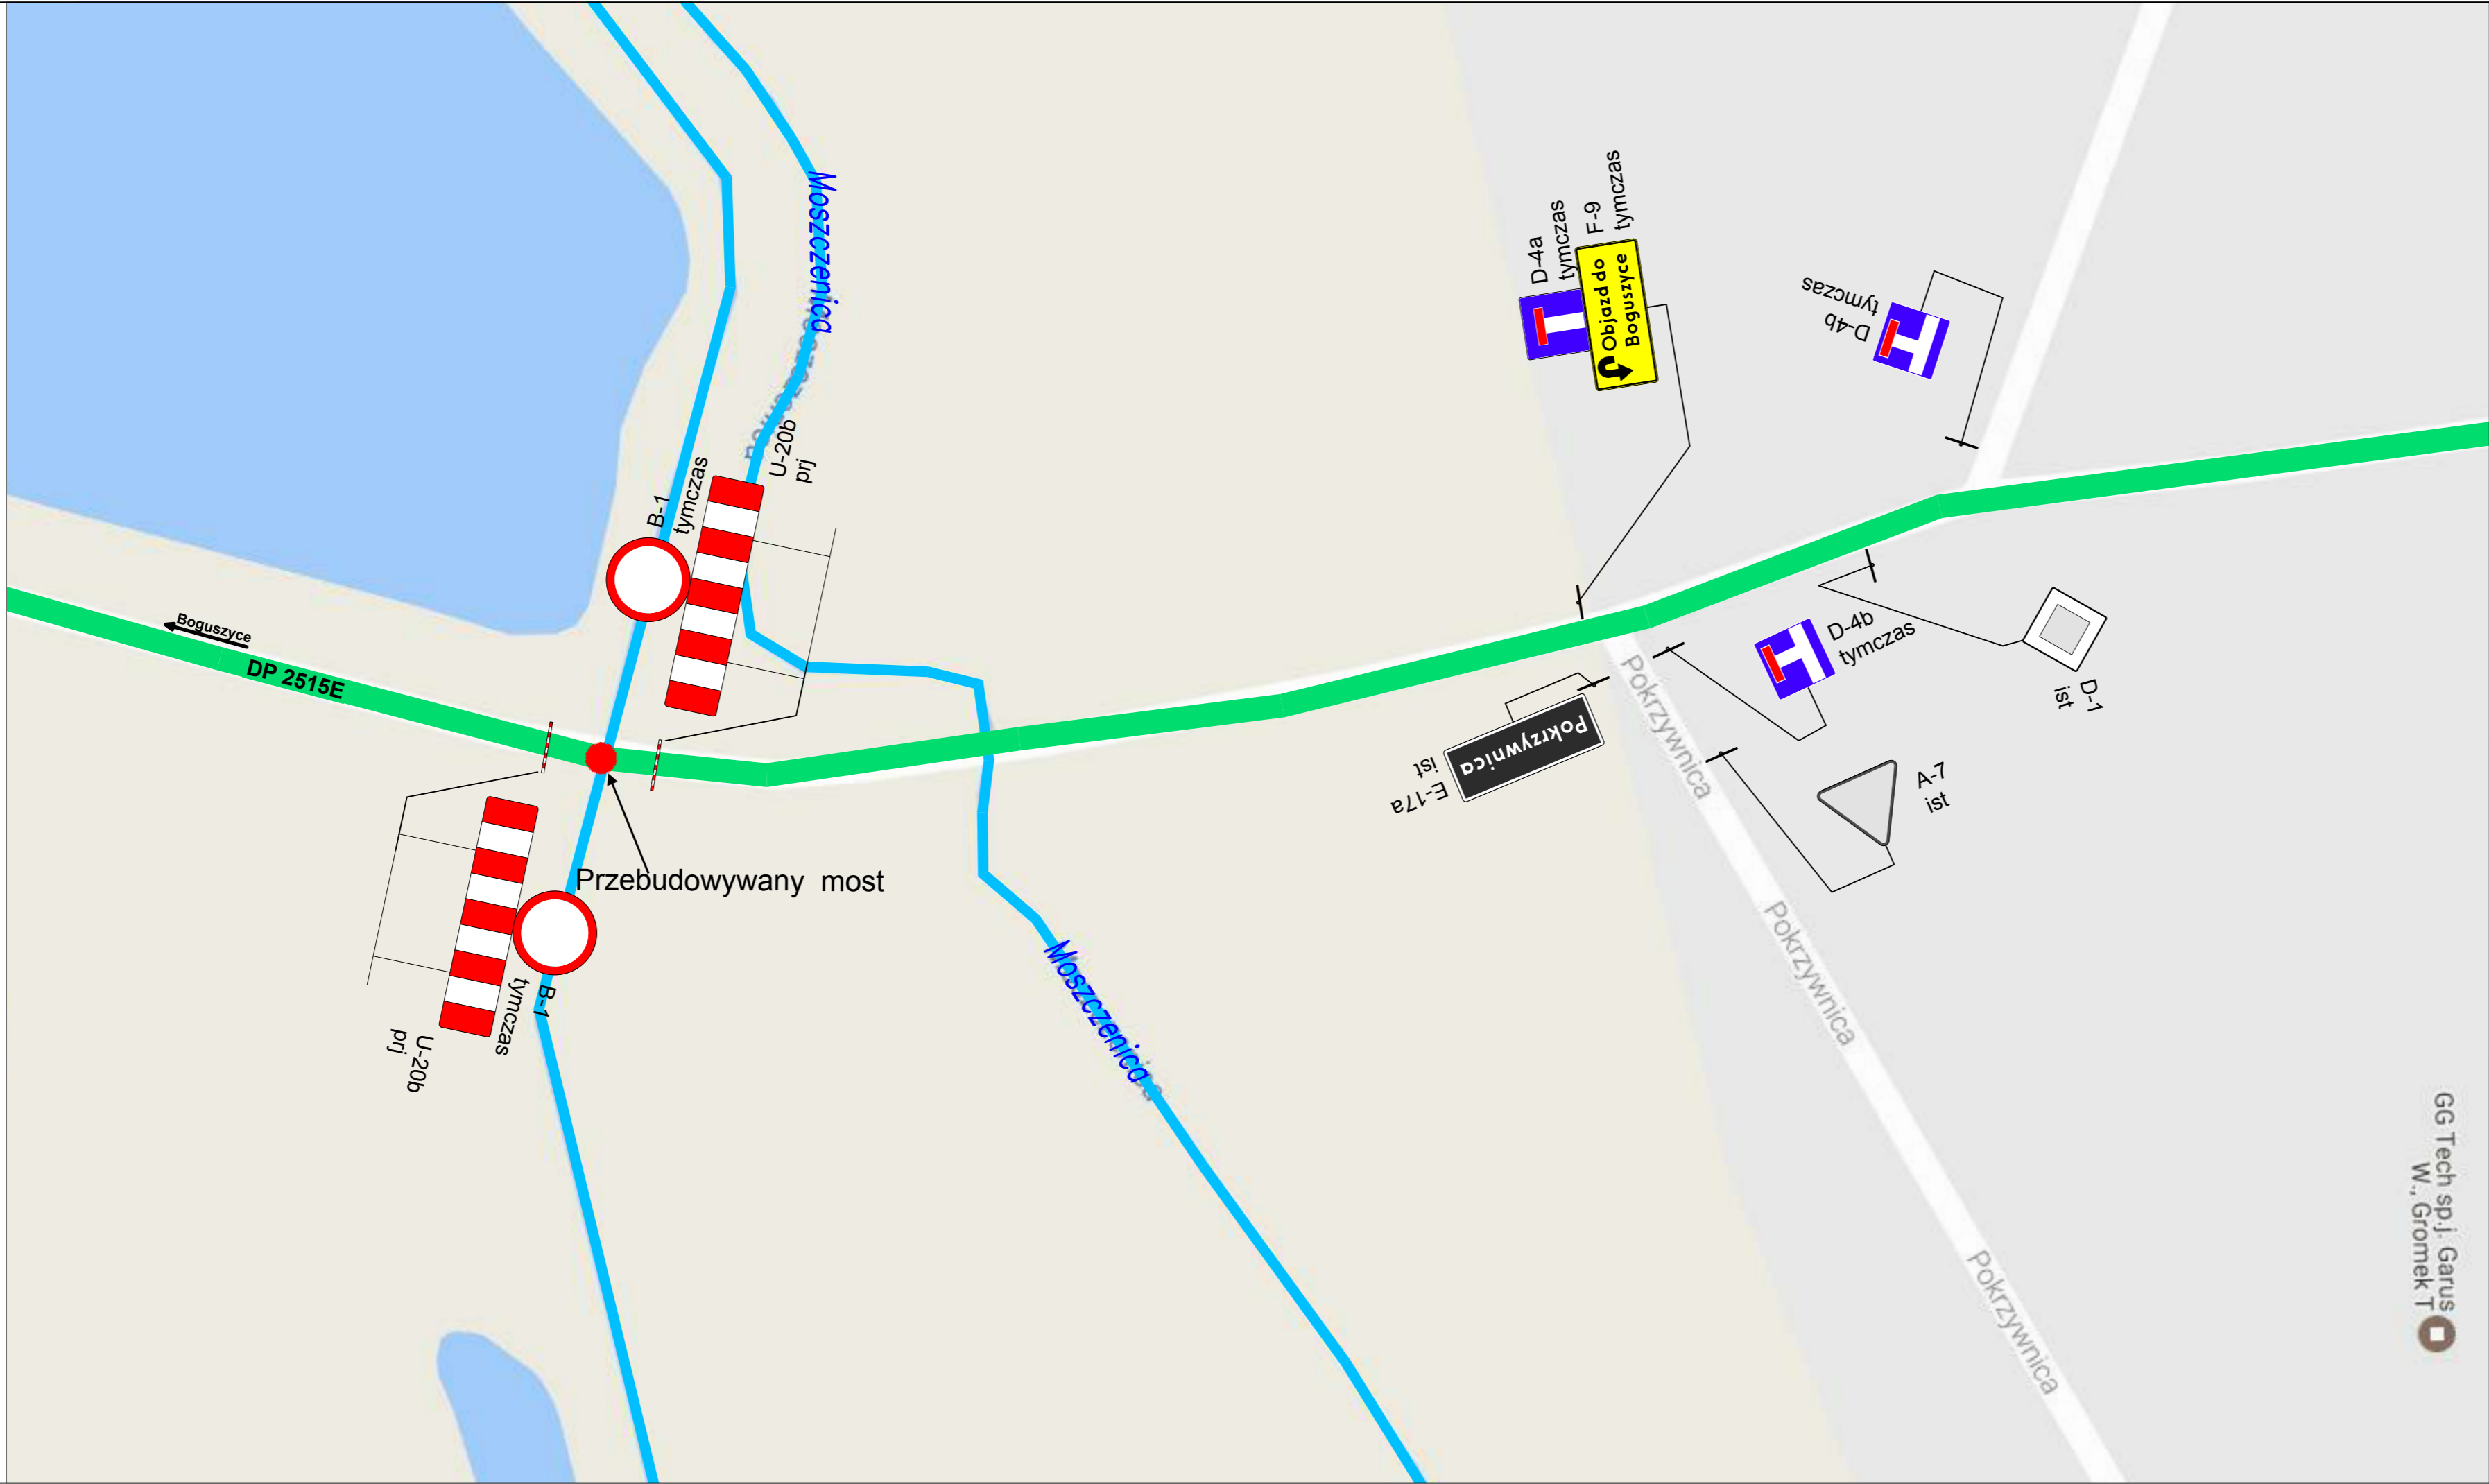 Moszczenica
U-20b
prj
B-1
tymczas
D-4a
tymczas
F-9
tymczas
Objazd do
Boguszyce
D-4b
tymczas
Boguszyce
DP 2515E
D-4b
tymczas
D-1
ist
Pokrzywnica
Pokrzywnica
E-17a
ist
A-7
ist
Przebudowywany most
B-1
tymczas
U-20b
prj
Moszczenica
Pokrzywnica
Pokrzywnica
GG Tech sp.j. Garus
W., Gromek T